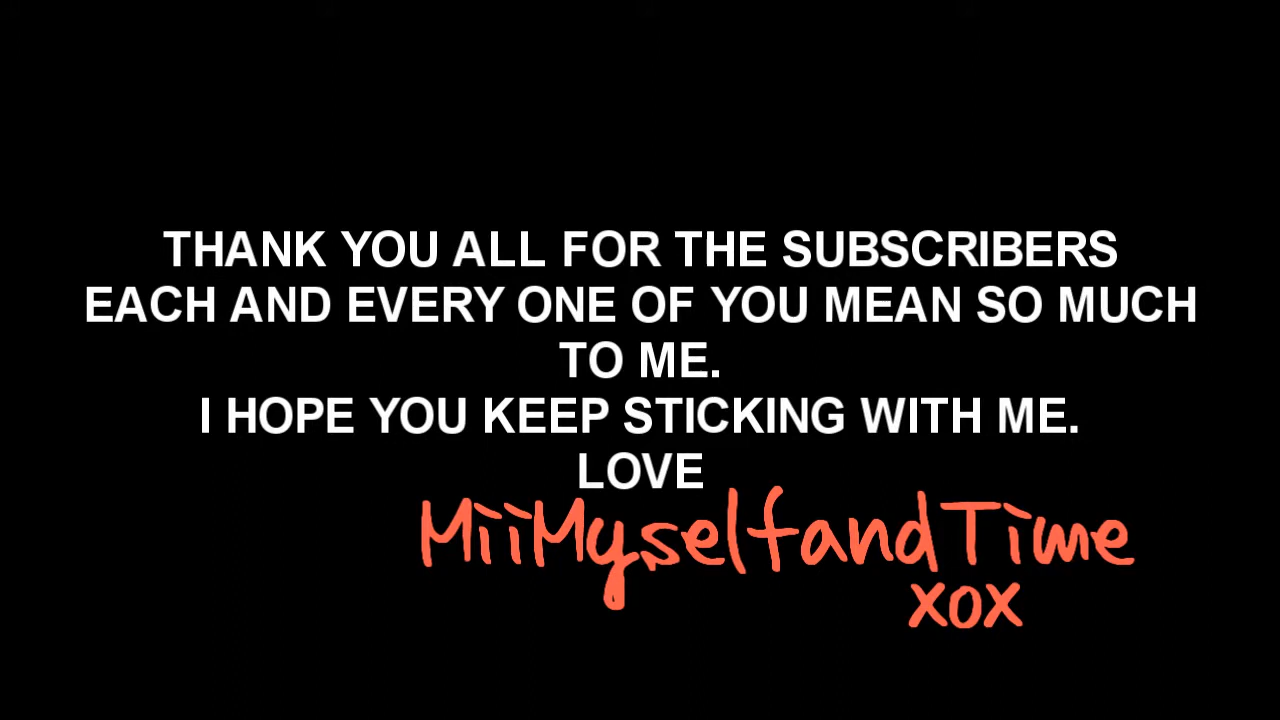 THANK YOU ALL FOR THE SUBSCRIBERS
EACH AND EVERY ONE OF YOU MEAN SO MUCH
TO ME.
I HOPE YOU KEEP STICKING WITH ME.
LOVE
MiiMyselfandTime
xox